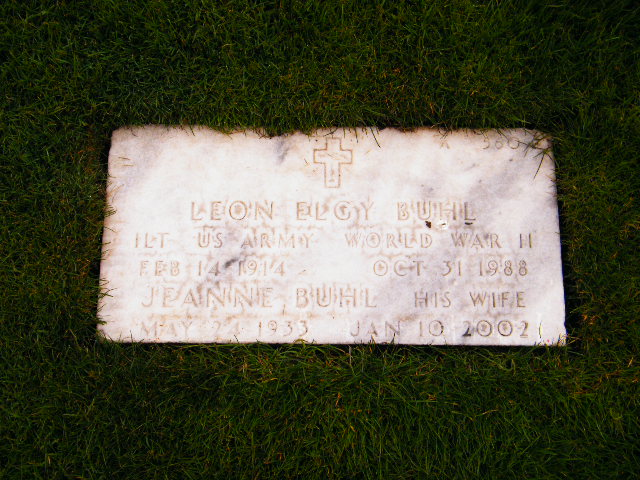 LEON ELGY BUHL
1LT US ARMY WORLD WAR II
FEB 14 1914 OCT 31 1988
JEANNE BUHL HIS WIFE
MAY 24 1933 JAN 10 2002